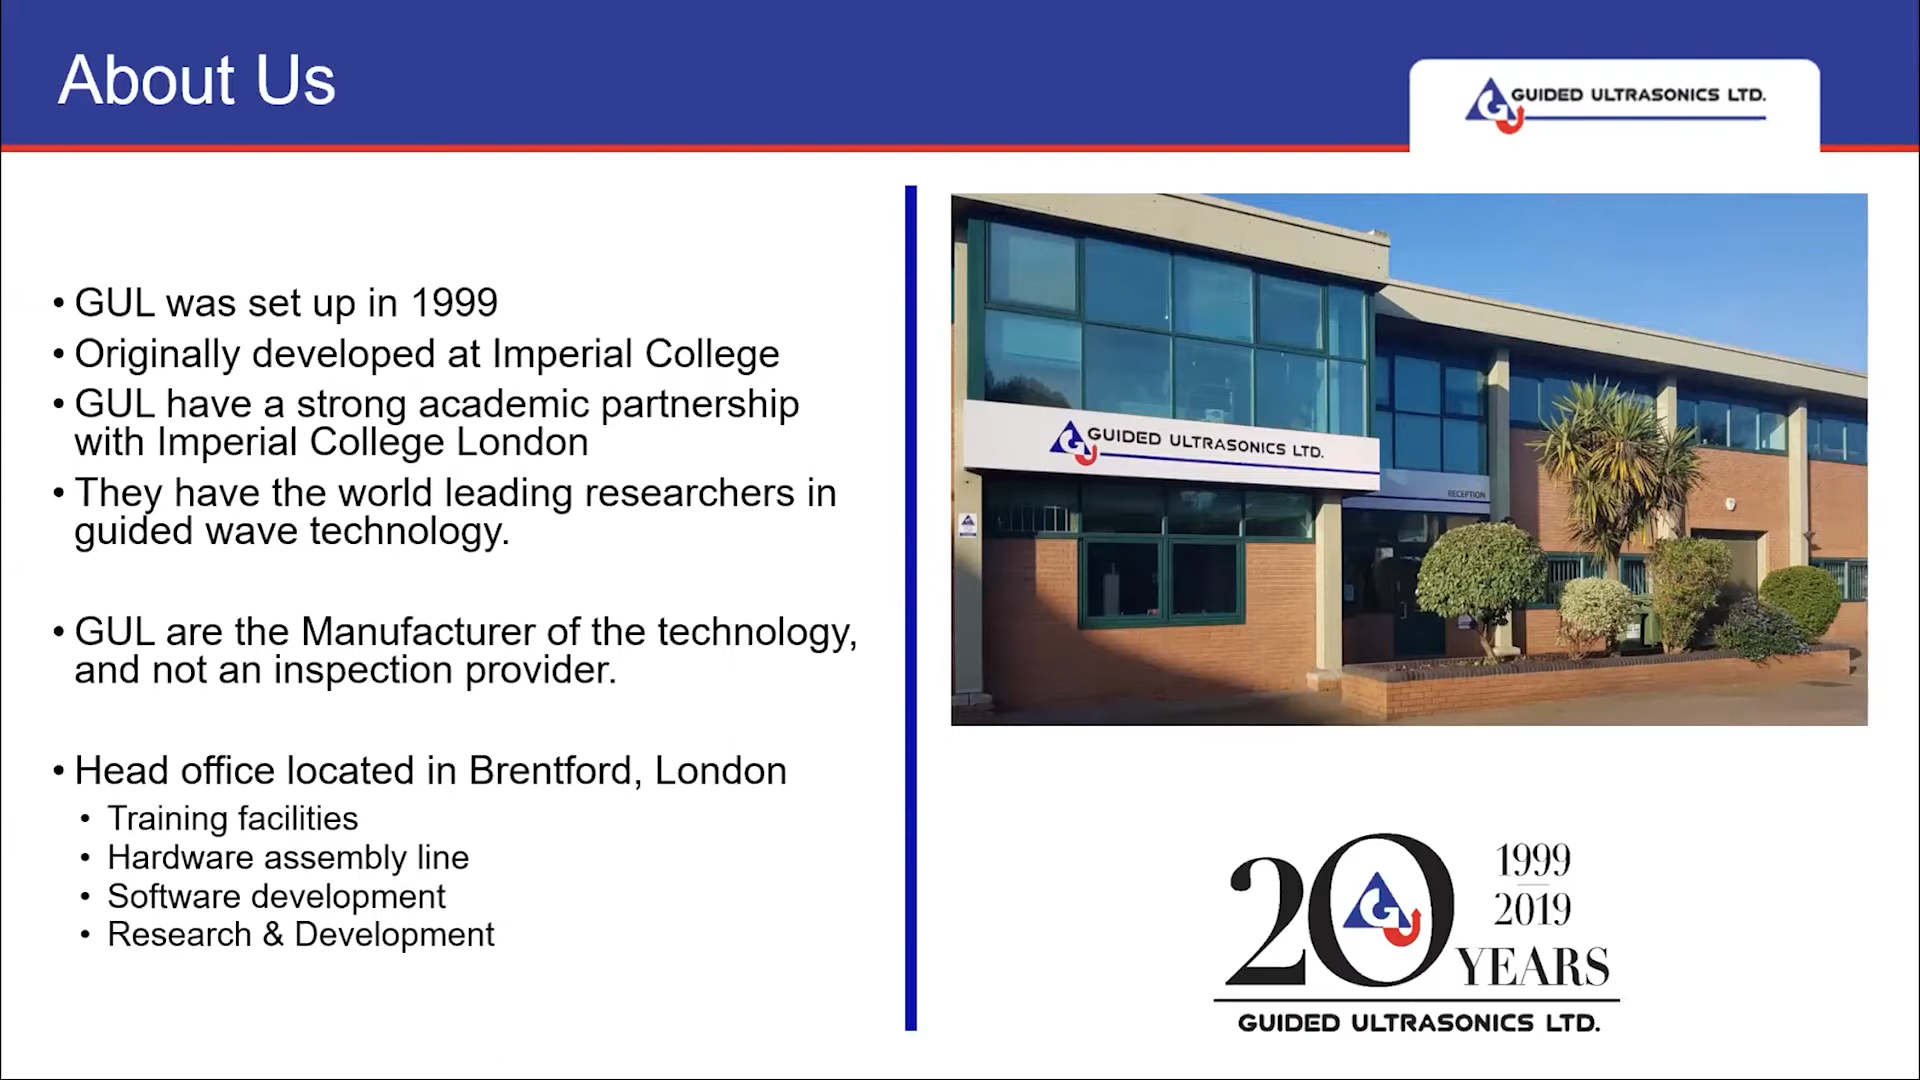 About Us
GUIDED ULTRASONICS LTD.
• GUL was set up in 1999
• Originally developed at Imperial College
• GUL have a strong academic partnership
with Imperial College London
• They have the world leading researchers in
guided wave technology.
• GUL are the Manufacturer of the technology,
and not an inspection provider.
• Head office located in Brentford, London
• Training facilities
• Hardware assembly line
• Software development
• Research & Development
GUIDED ULTRASONICS LTD.
RECEPTION
20
1999
2019
YEARS
GUIDED ULTRASONICS LTD.